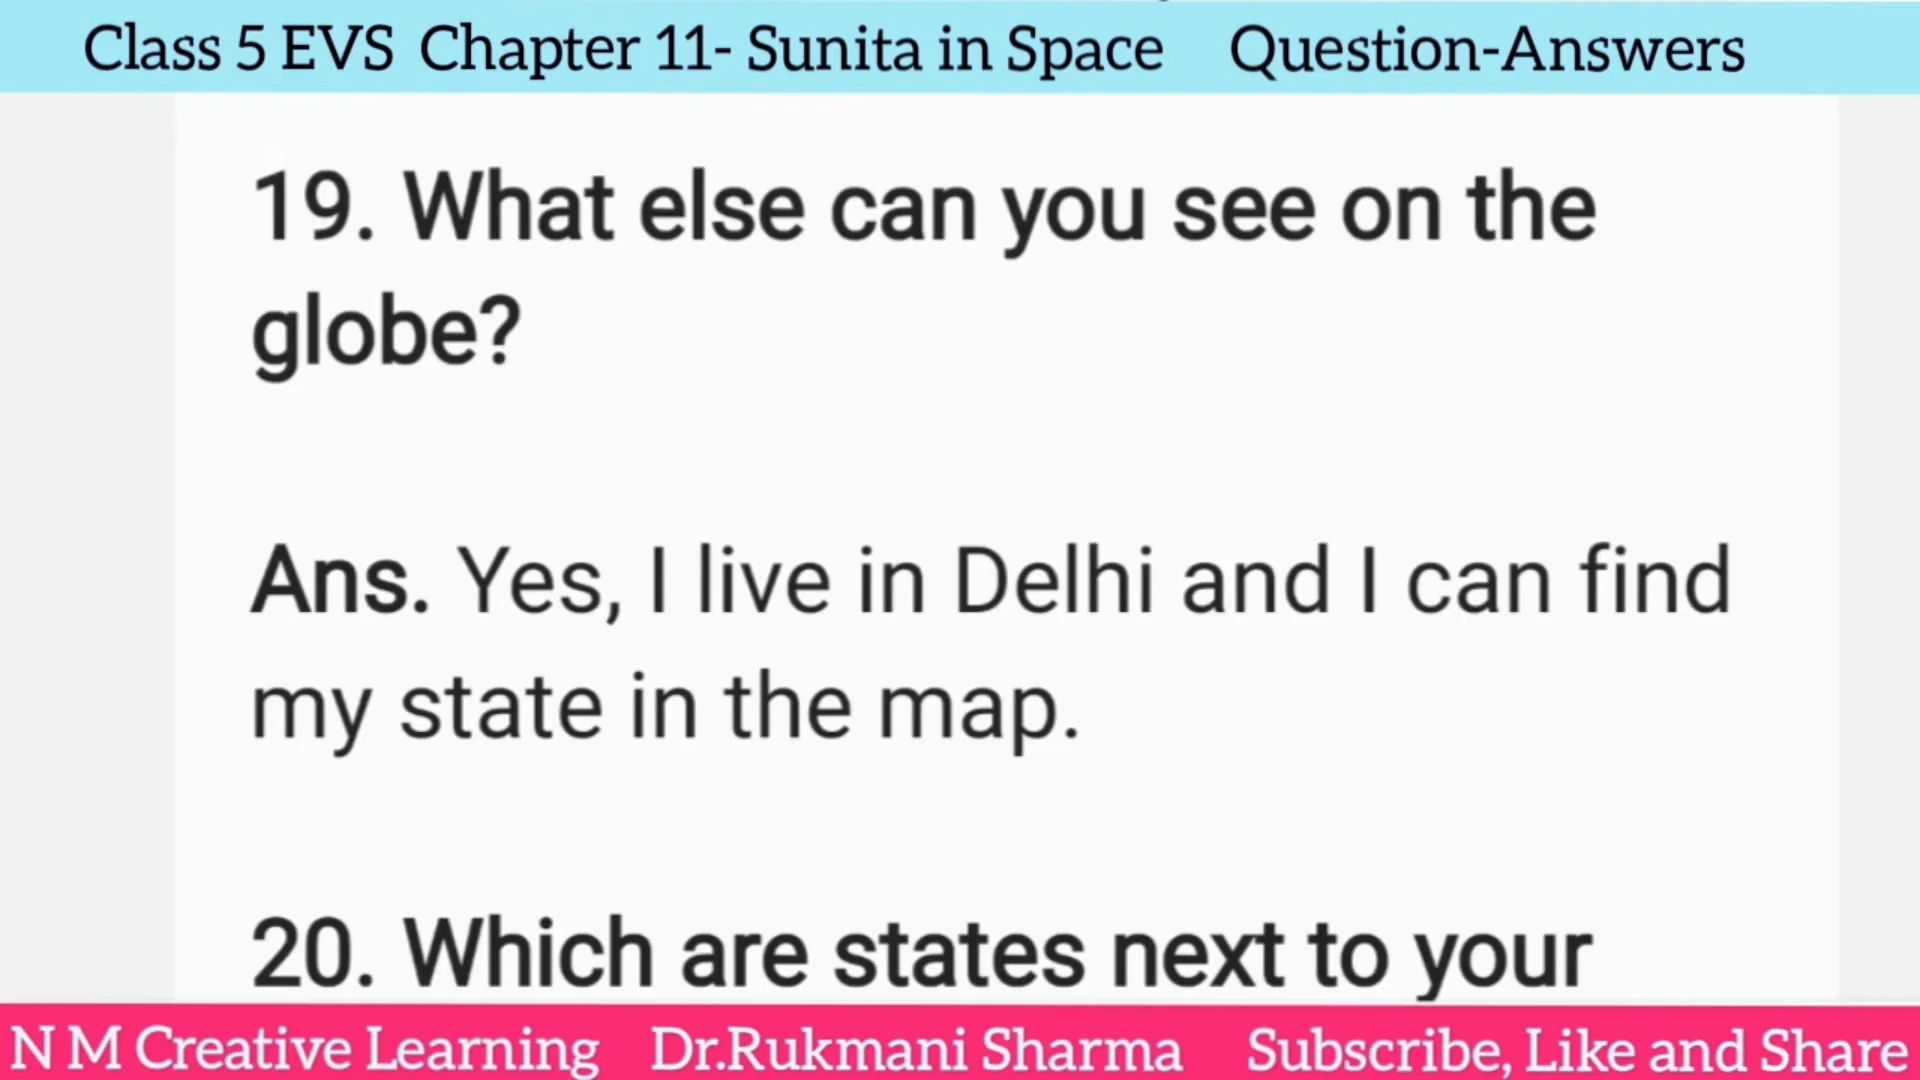 Class 5 EVS Chapter 11- Sunita in Space Question-Answers
19. What else can you see on the
globe?
Ans. Yes, I live in Delhi and I can find
my state in the map.
20. Which are states next to your
N M Creative Learning Dr.Rukmani Sharma Subscribe, Like and Share